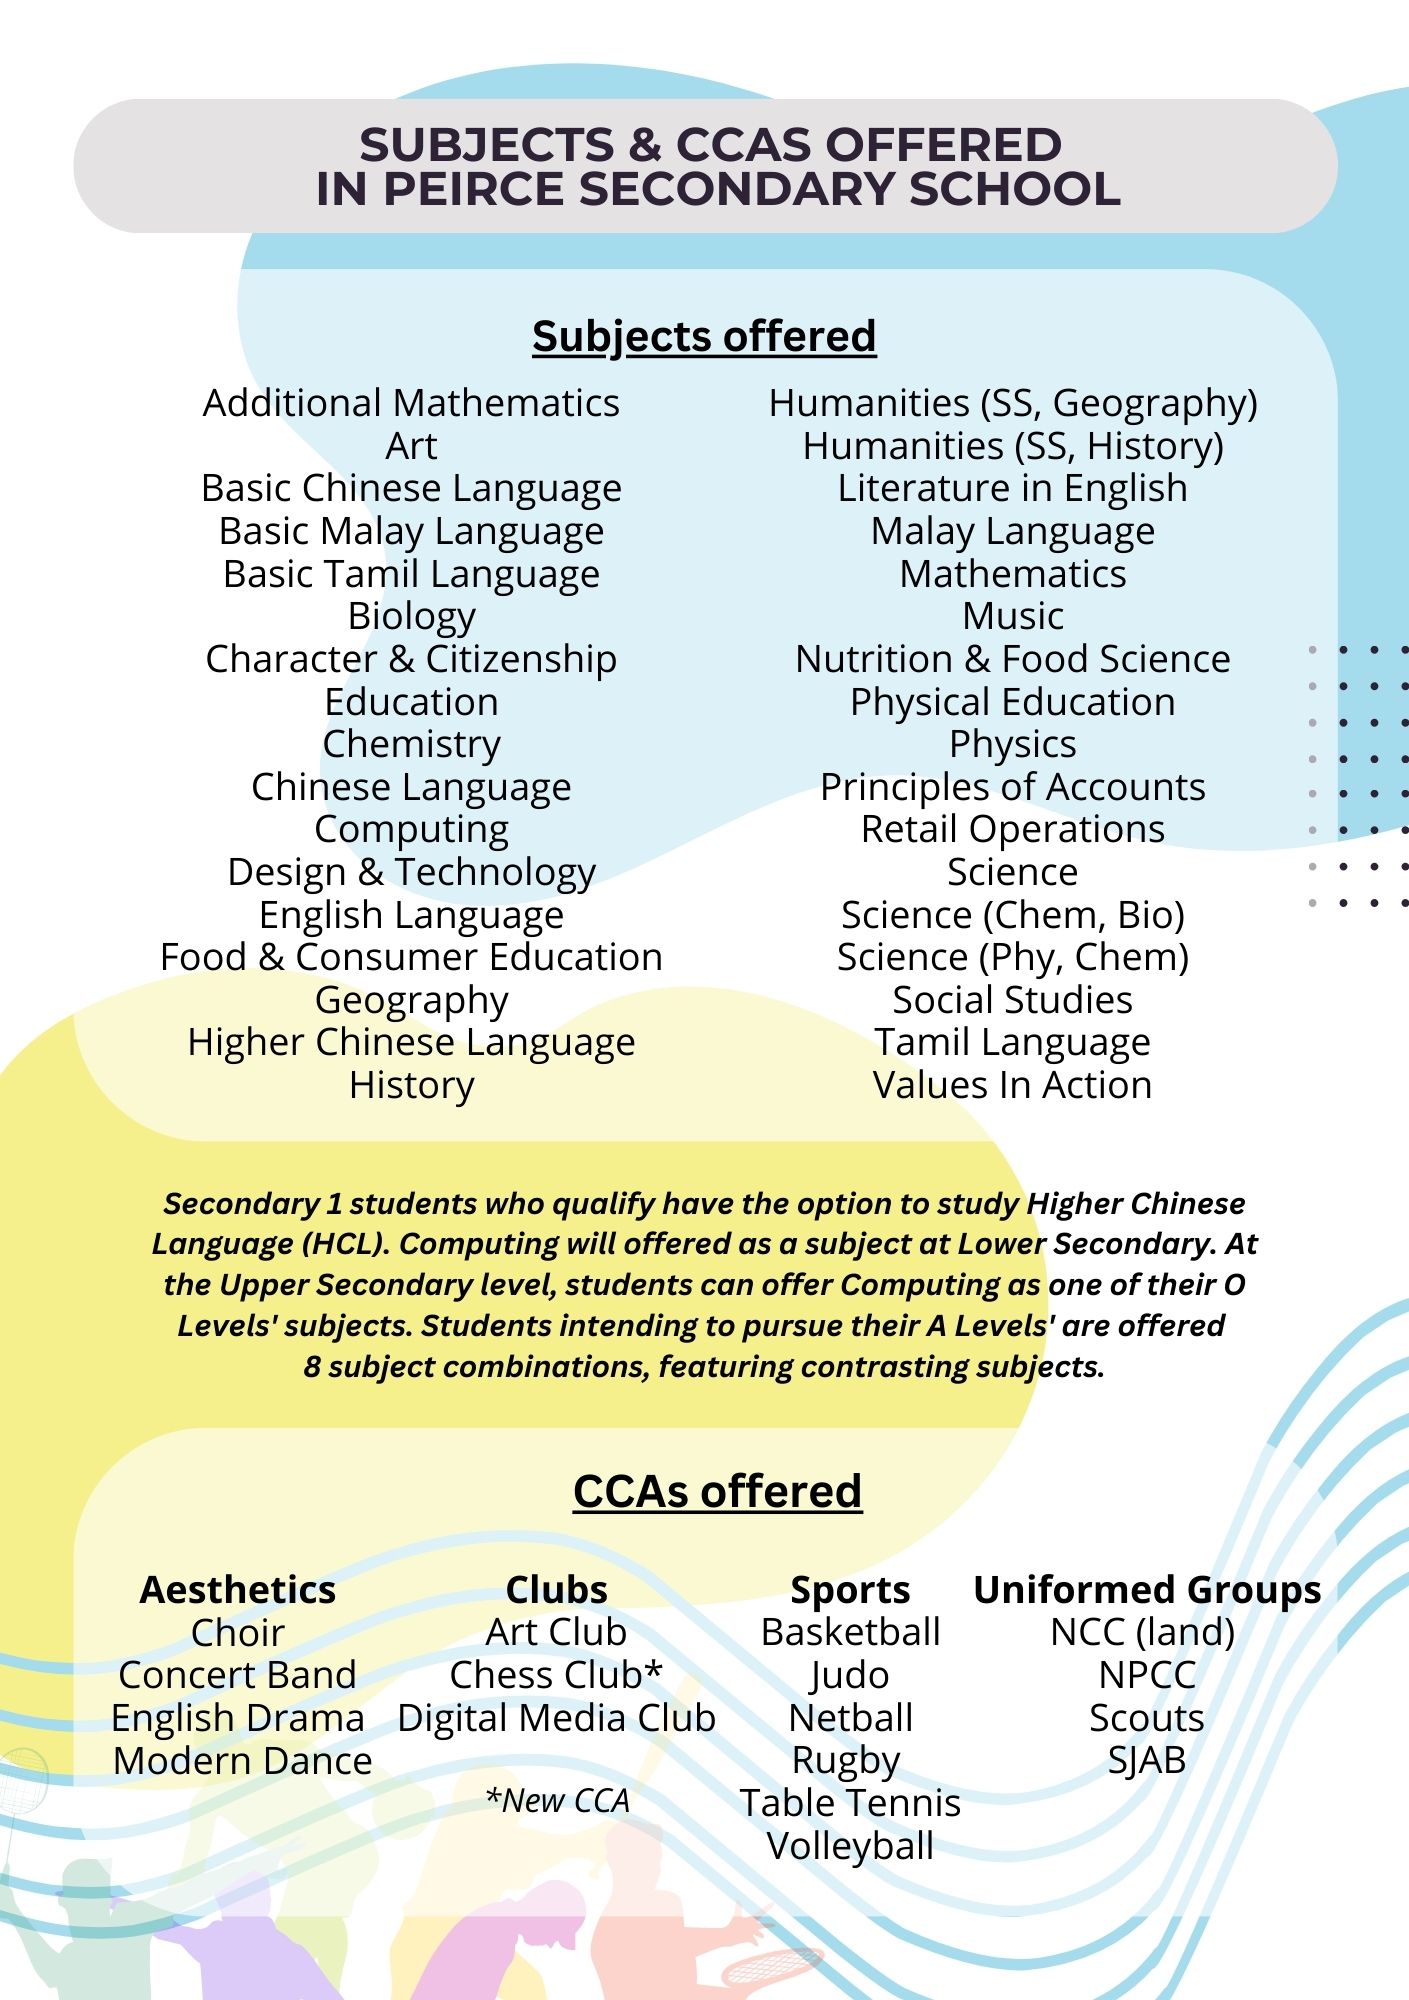 SUBJECTS & CCAS OFFERED
IN PEIRCE SECONDARY SCHOOL
Subjects offered
Additional Mathematics
Art
Basic Chinese Language
Basic Malay Language
Basic Tamil Language
Biology
Character & Citizenship
Education
Chemistry
Chinese Language
Computing
Design & Technology
English Language
Food & Consumer Education
Geography
Higher Chinese Language
History
Humanities (SS, Geography)
Humanities (SS, History)
Literature in English
Malay Language
Mathematics
Music
Nutrition & Food Science
Physical Education
Physics
Principles of Accounts
Retail Operations
Science
Science (Chem, Bio)
Science (Phy, Chem)
Social Studies
Tamil Language
Values In Action
Secondary 1 students who qualify have the option to study Higher Chinese
Language (HCL). Computing will offered as a subject at Lower Secondary. At
the Upper Secondary level, students can offer Computing as one of their O
Levels' subjects. Students intending to pursue their A Levels' are offered
8 subject combinations, featuring contrasting subjects.
CCAs offered
Aesthetics
Choir
Concert Band
English Drama
Modern Dance
Clubs
Art Club
Chess Club*
Digital Media Club
*New CCA
Sports
Basketball
Judo
Netball
Rugby
Table Tennis
Volleyball
Uniformed Groups
NCC (land)
NPCC
Scouts
SJAB